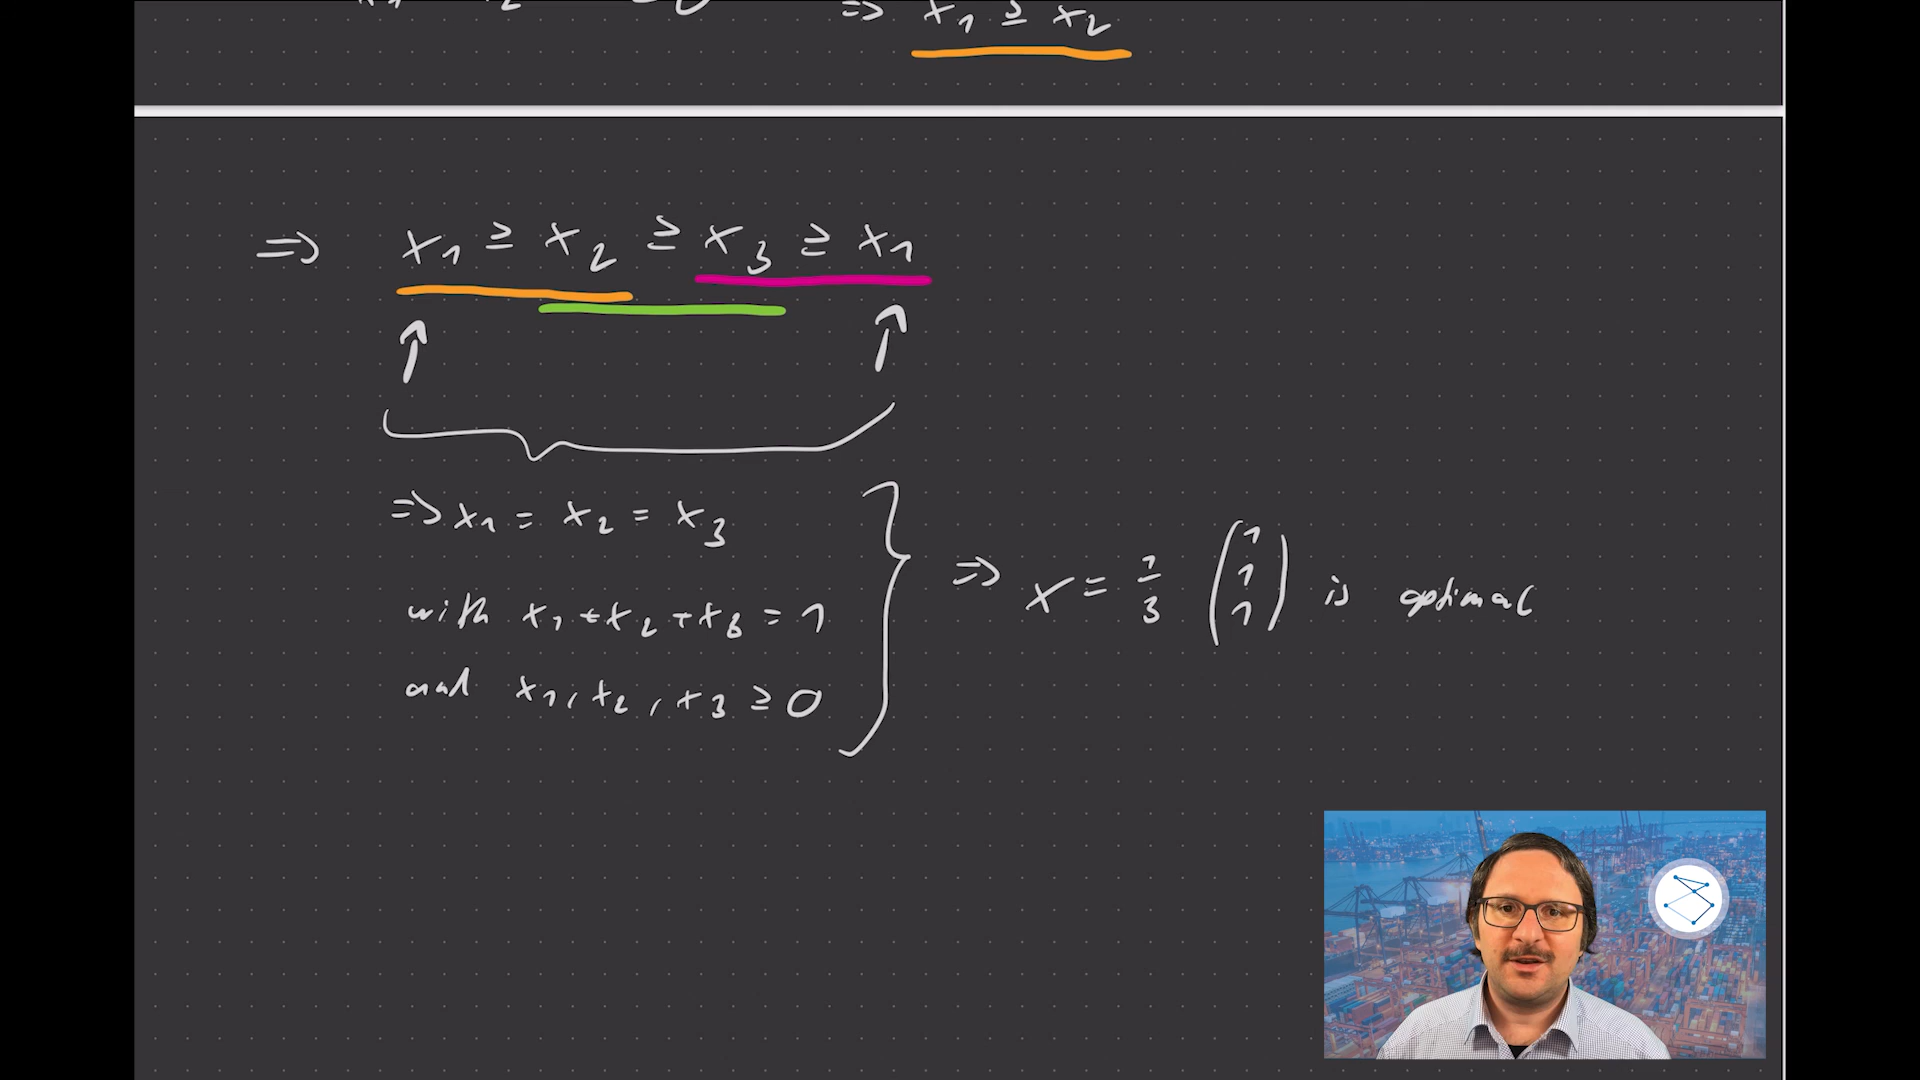 ⇒ x₁ ≥ x₂
⇒ x₁ ≥ x₂ ≥ x₃ ≥ x₁
⇒ x₁ = x₂ = x₃
with x₁ + x₂ + x₃ = 1
and x₁, x₂, x₃ ≥ 0
⇒ x = 1/3 (1 1 1) is optimal